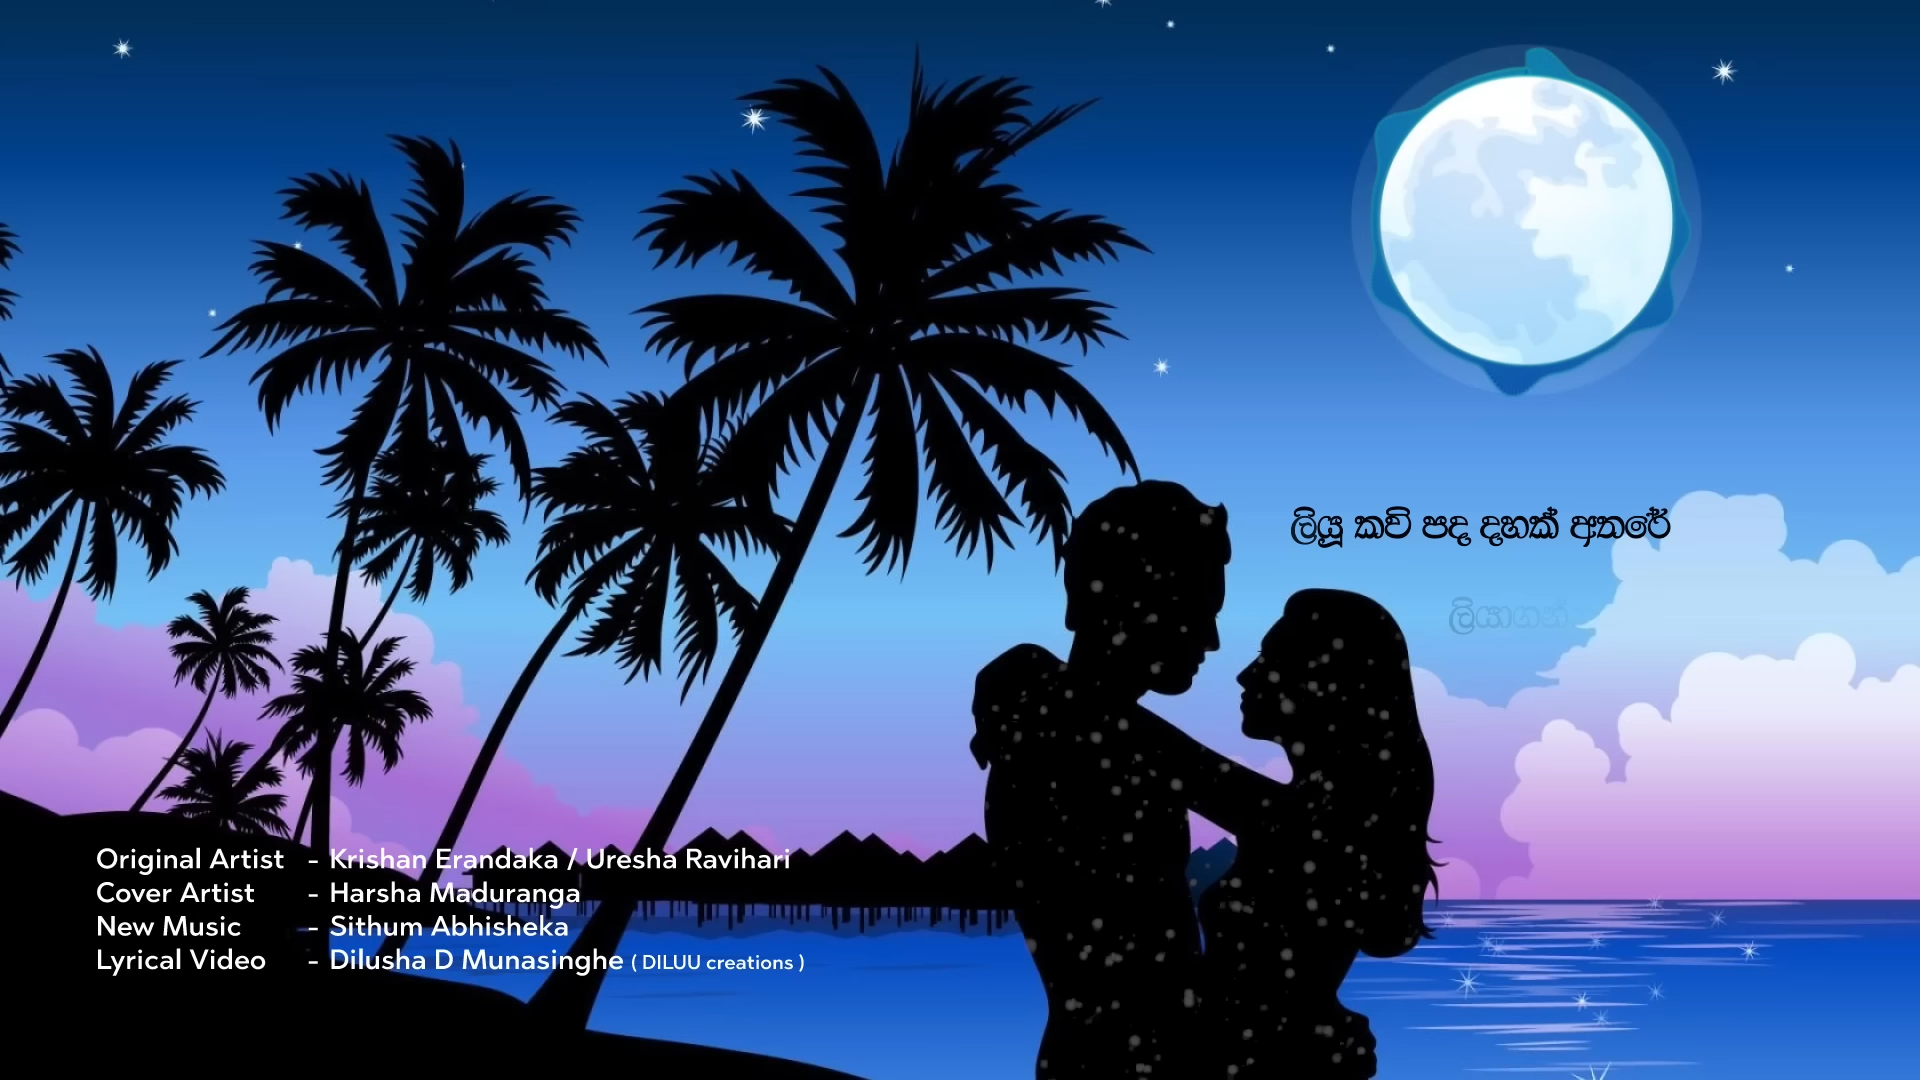 ලියූ කවි පද දහක් අතරේ
ලියාගත්
Original Artist - Krishan Erandaka / Uresha Ravihari
Cover Artist - Harsha Maduranga
New Music - Sithum Abhisheka
Lyrical Video - Dilusha D Munasinghe ( DILUU creations )